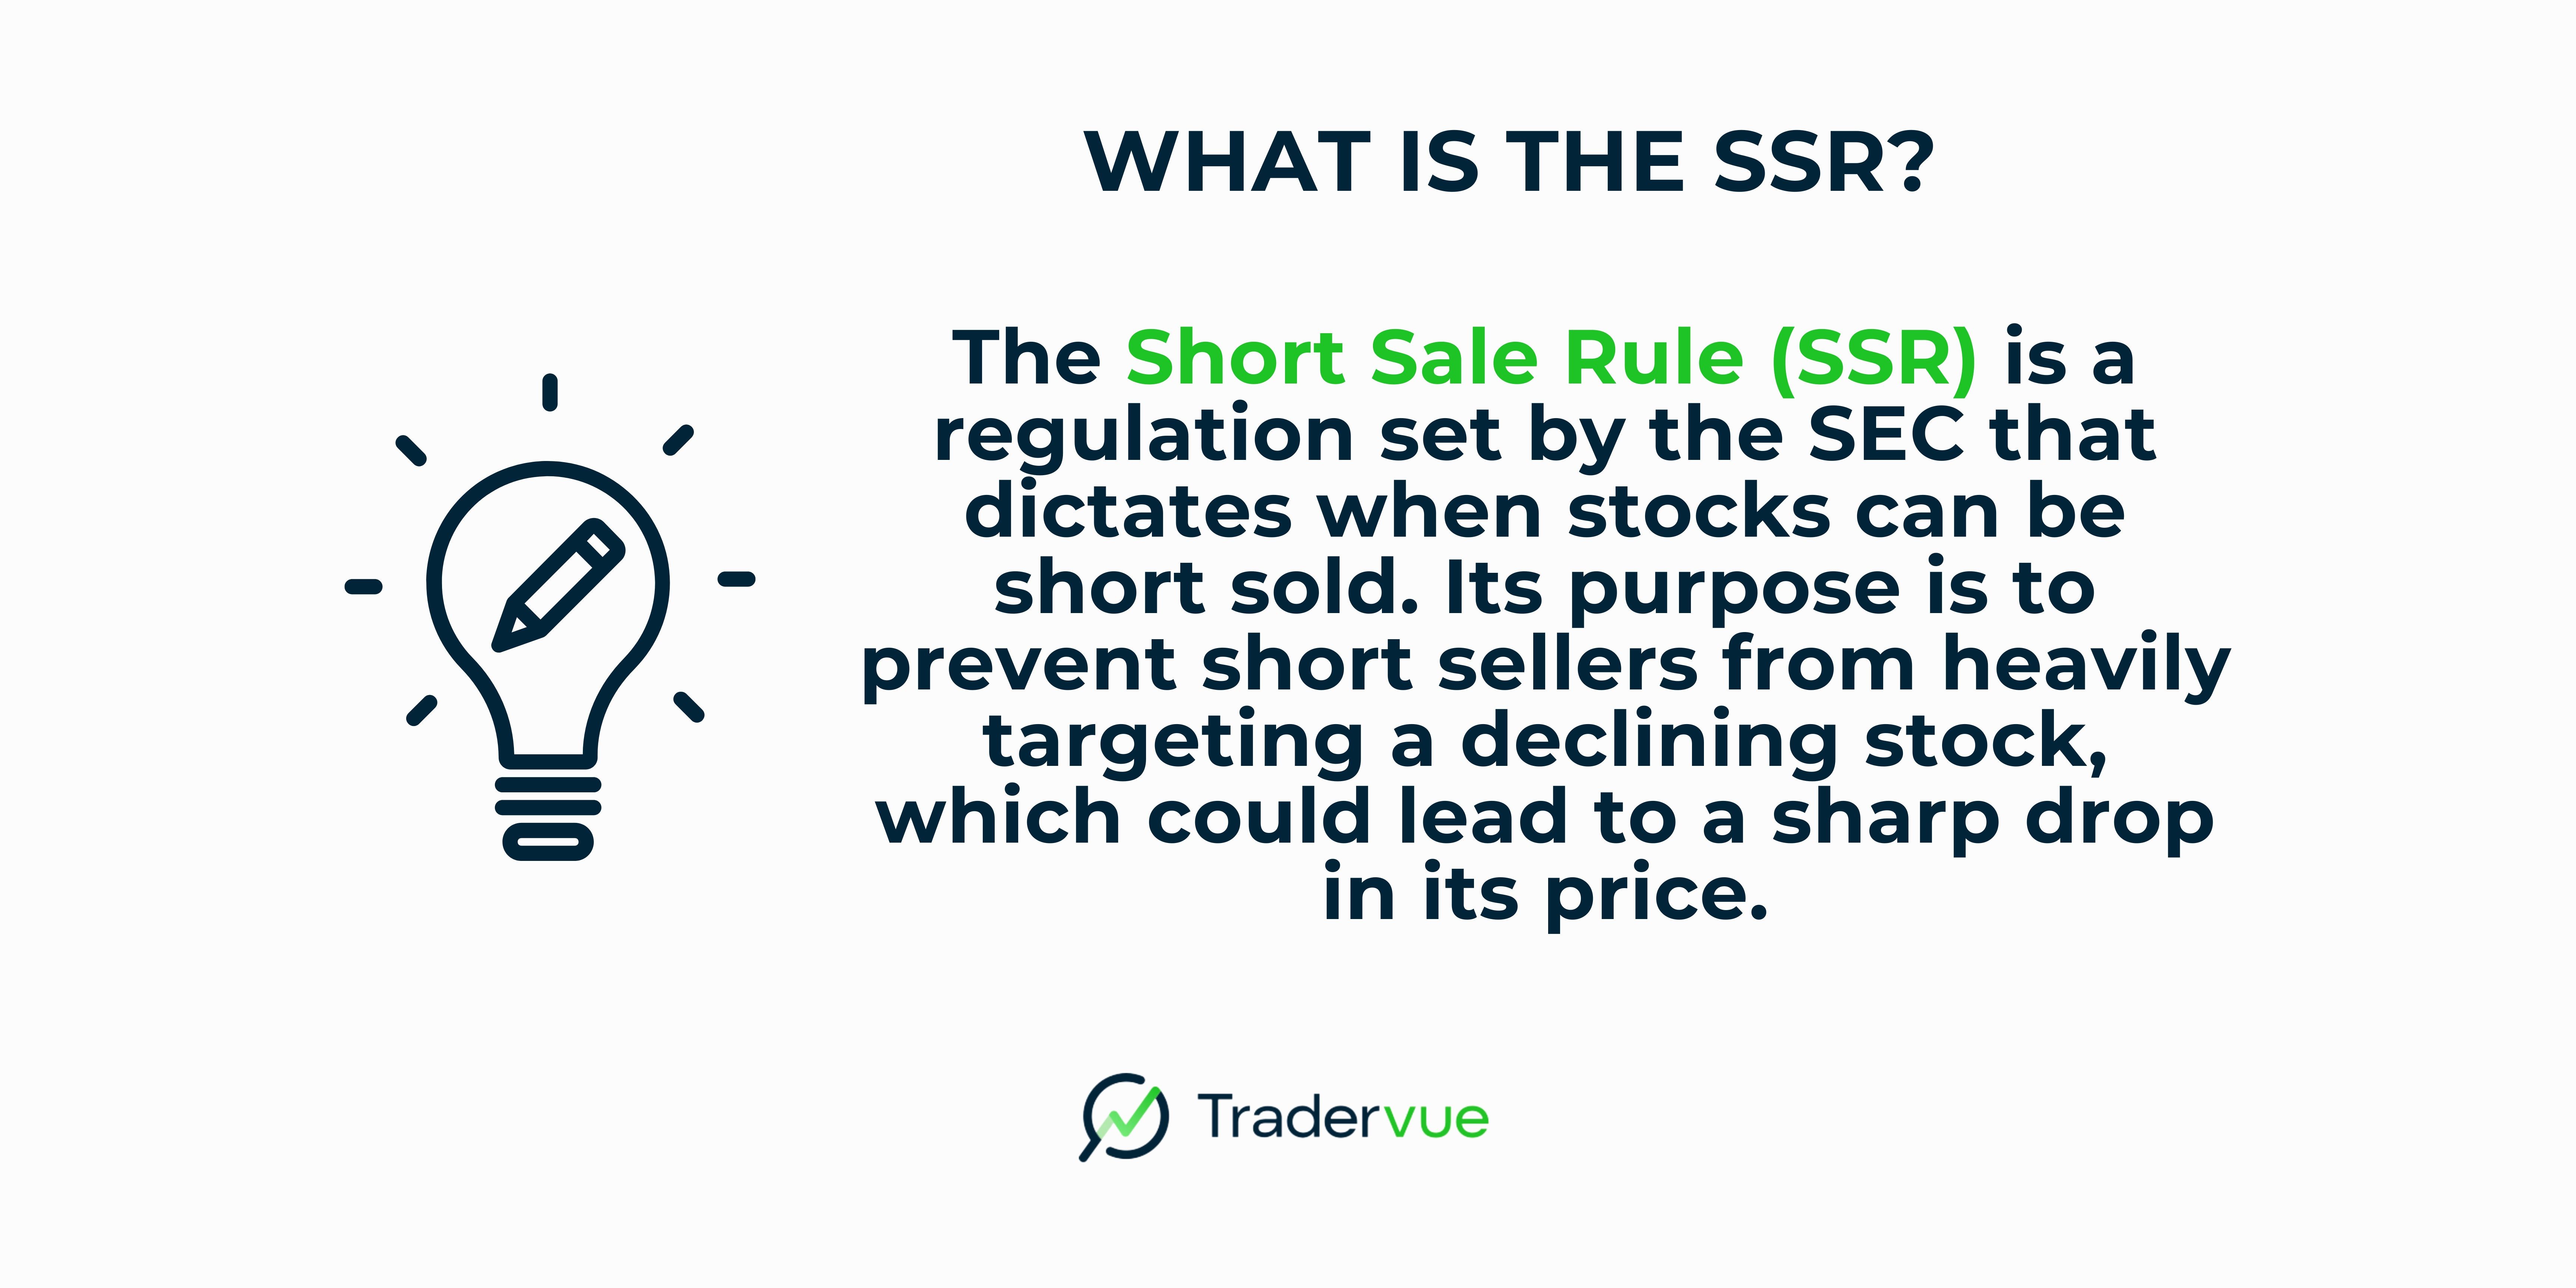 WHAT IS THE SSR?
The Short Sale Rule (SSR) is a
regulation set by the SEC that
dictates when stocks can be
short sold. Its purpose is to
prevent short sellers from heavily
targeting a declining stock,
which could lead to a sharp drop
in its price.
Tradervue